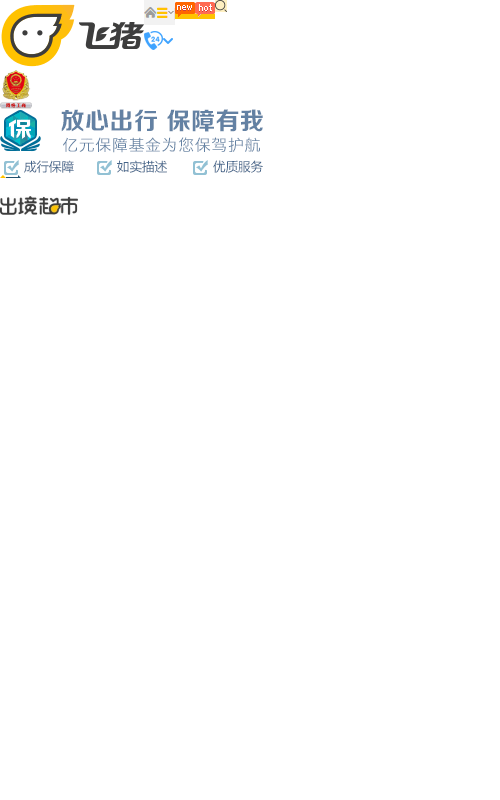 飞猪
new hot
24
网络工商
保
放心出行 保障有我
亿元保障基金为您保驾护航
成行保障 如实描述 优质服务
出境超市